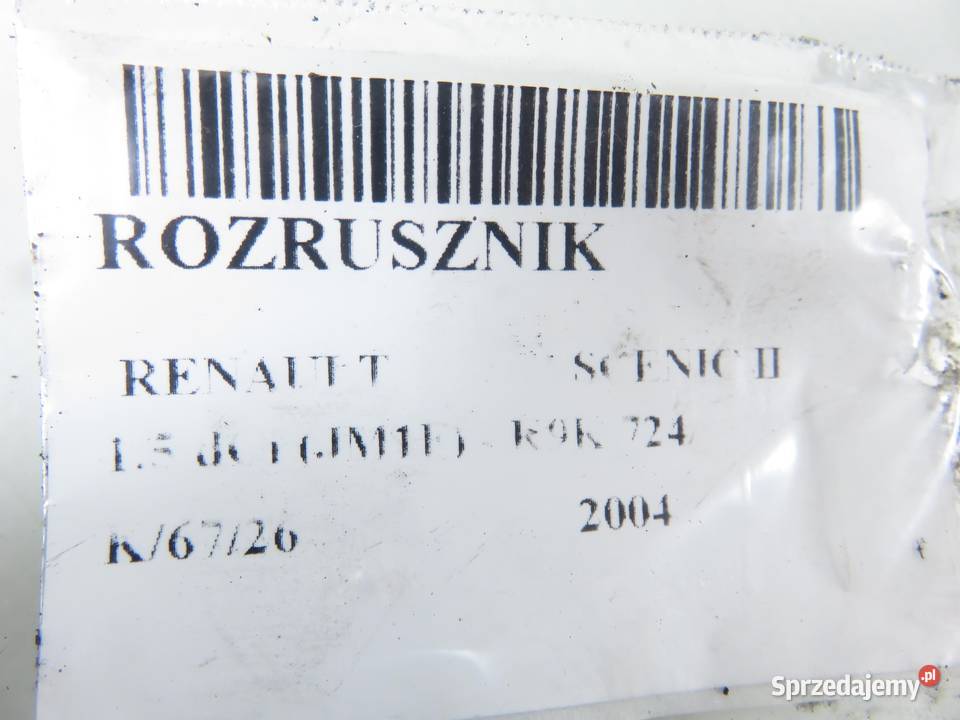 ROZRUSZNIK
RENAULT SCENIC II
1.5 dCi (JM1F) K9K 724
K/67/26 2004
Sprzedajemy.pl